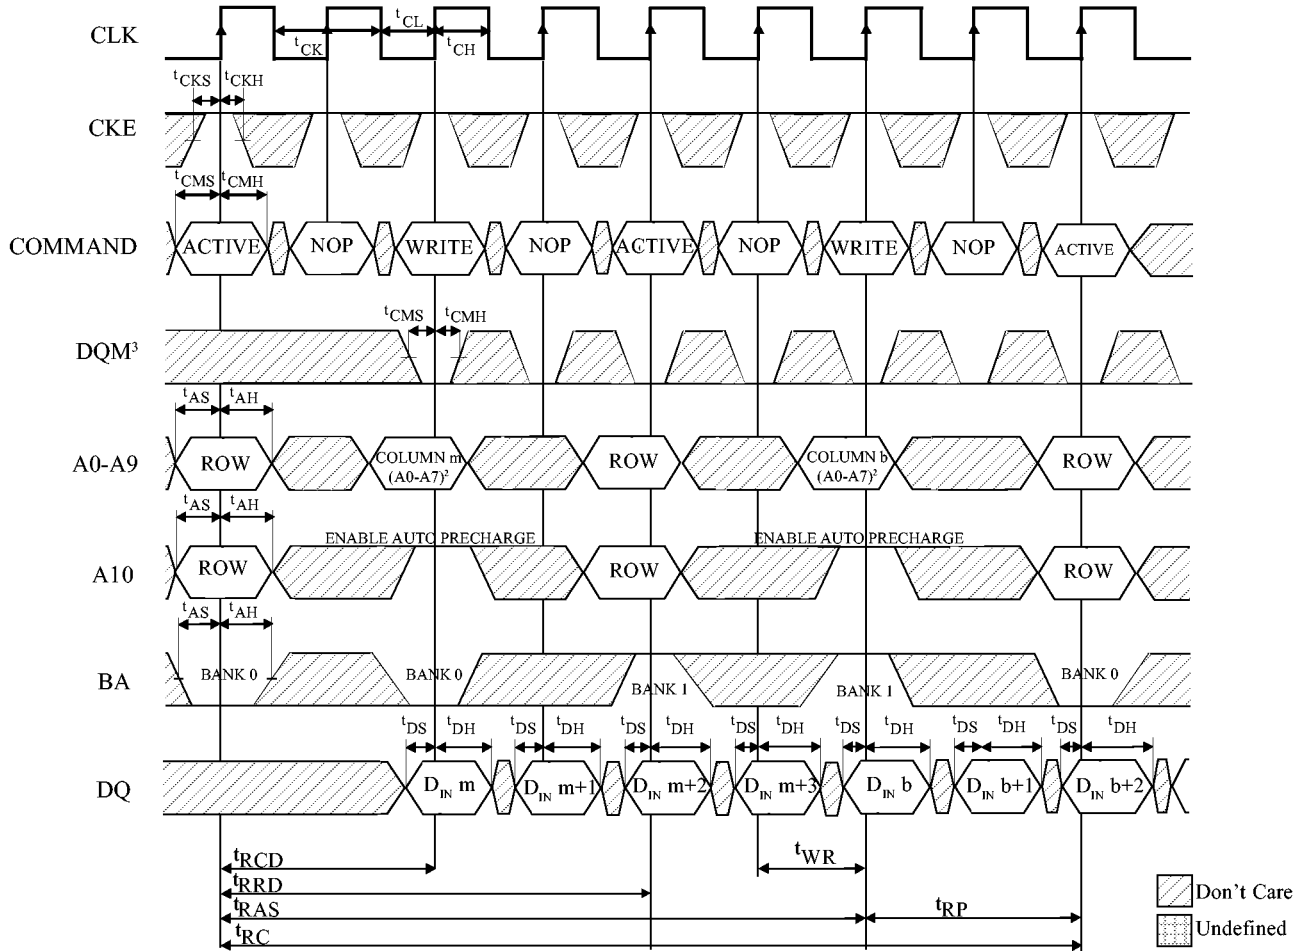 CLK
tCK
tCL
tCH
tCKS tCKH
CKE
tCMS tCMH
COMMAND
ACTIVE NOP WRITE NOP ACTIVE NOP WRITE NOP ACTIVE
tCMS tCMH
DQM³
tAS tAH
A0-A9
ROW COLUMN m ROW COLUMN b ROW
(A0-A7)² (A0-A7)²
tAS tAH
ENABLE AUTO PRECHARGE ENABLE AUTO PRECHARGE
A10
ROW ROW ROW
tAS tAH
BA
BANK 0 BANK 0 BANK 1 BANK 1 BANK 0
tDS tDH tDS tDH tDS tDH tDS tDH tDS tDH tDS tDH tDS tDH
DQ
DIN m DIN m+1 DIN m+2 DIN m+3 DIN b DIN b+1 DIN b+2
tRCD tWR
tRRD
tRAS tRP
tRC
Don't Care
Undefined